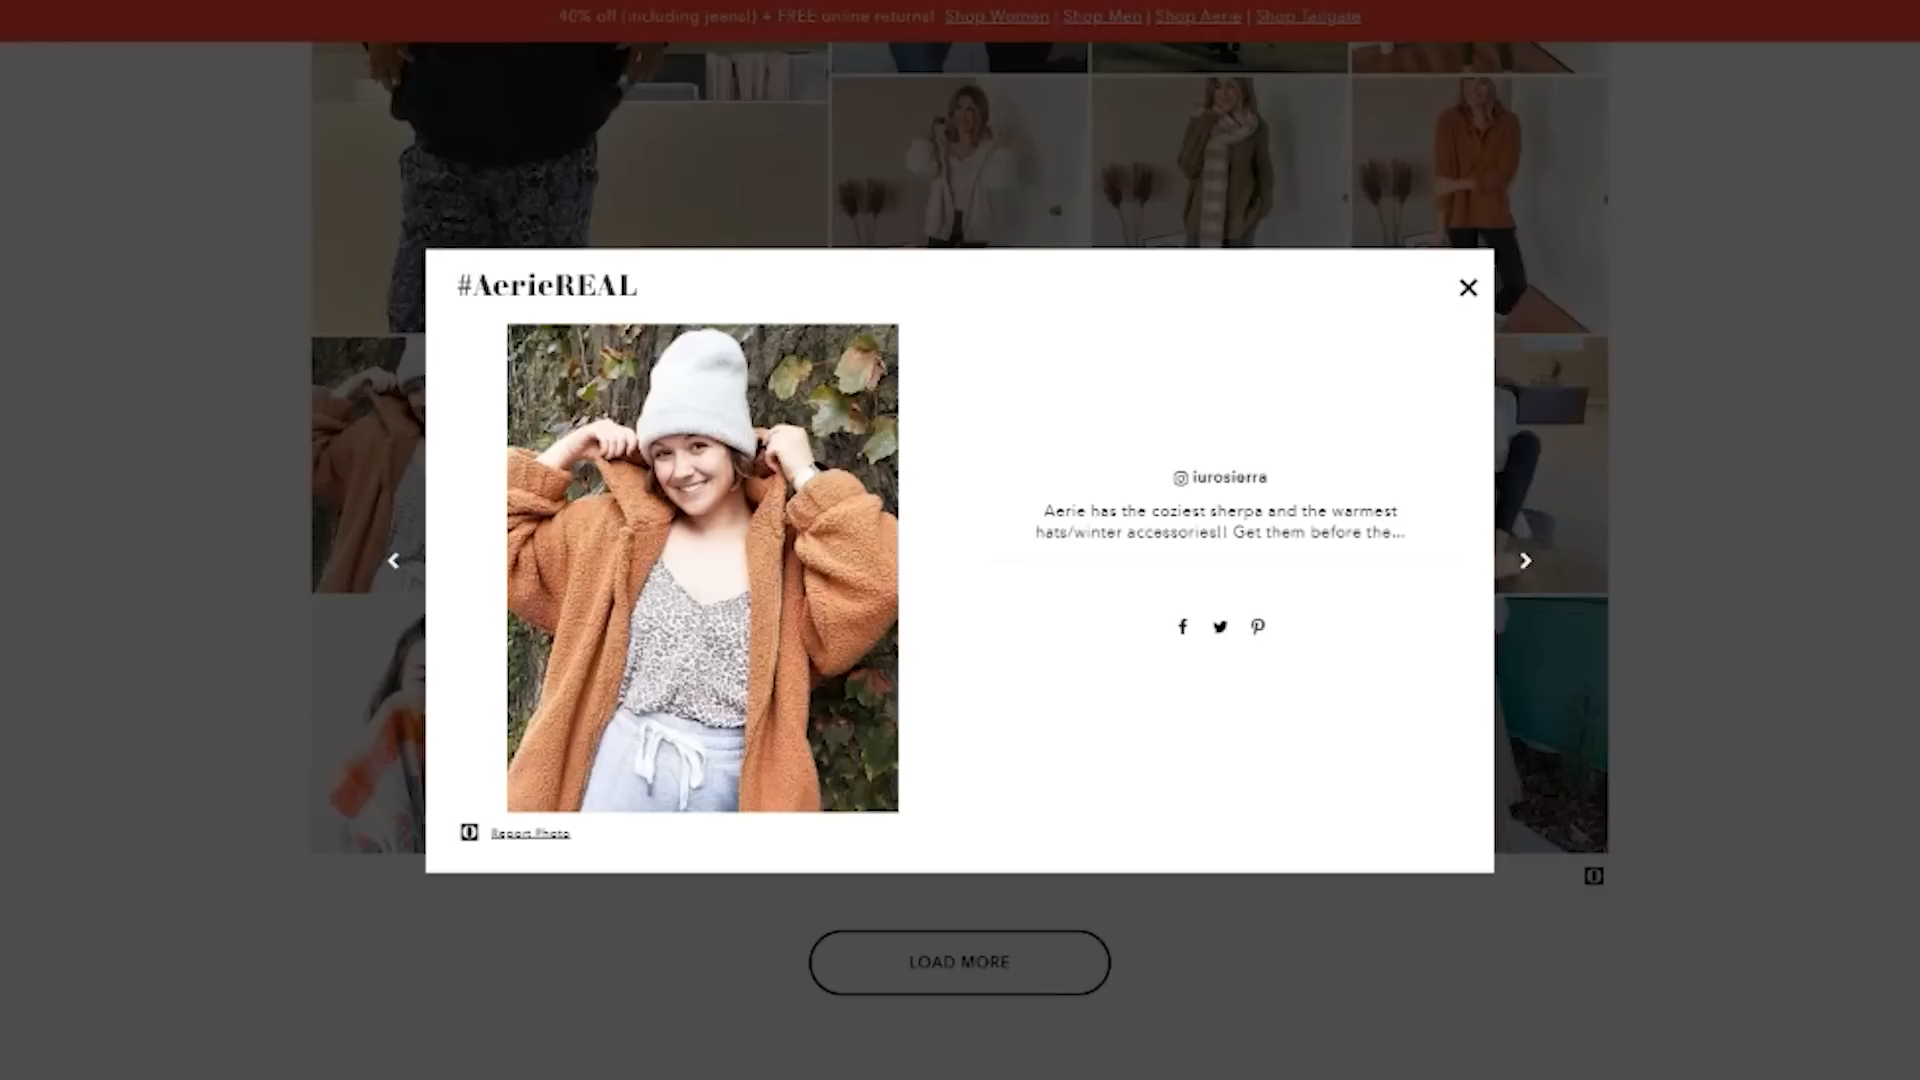 40% off (including jeans!) + FREE online returns! Shop Women | Shop Men | Shop Aerie | Shop Tailgate
#AerieREAL
iurosierra
Aerie has the coziest sherpa and the warmest
hats/winter accessories!! Get them before the...
Report Photo
LOAD MORE